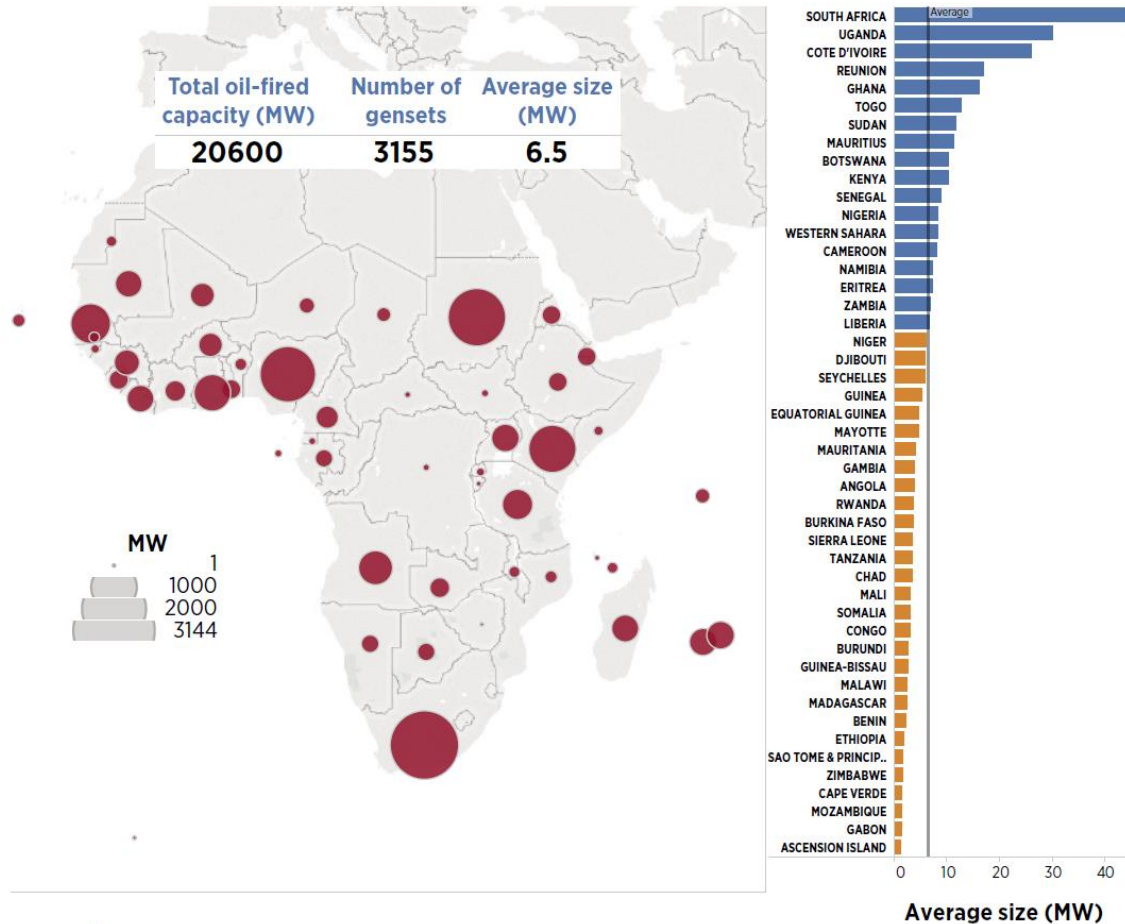 Total oil-fired
capacity (MW)
Number of
gensets
Average size
(MW)
20600
3155
6.5
MW
1
1000
2000
3144
Average
SOUTH AFRICA
UGANDA
COTE D'IVOIRE
REUNION
GHANA
TOGO
SUDAN
MAURITIUS
BOTSWANA
KENYA
SENEGAL
NIGERIA
WESTERN SAHARA
CAMEROON
NAMIBIA
ERITREA
ZAMBIA
LIBERIA
NIGER
DJIBOUTI
SEYCHELLES
GUINEA
EQUATORIAL GUINEA
MAYOTTE
MAURITANIA
GAMBIA
ANGOLA
RWANDA
BURKINA FASO
SIERRA LEONE
TANZANIA
CHAD
MALI
SOMALIA
CONGO
BURUNDI
GUINEA-BISSAU
MALAWI
MADAGASCAR
BENIN
ETHIOPIA
SAO TOME & PRINCIP..
ZIMBABWE
CAPE VERDE
MOZAMBIQUE
GABON
ASCENSION ISLAND
0 10 20 30 40
Average size (MW)